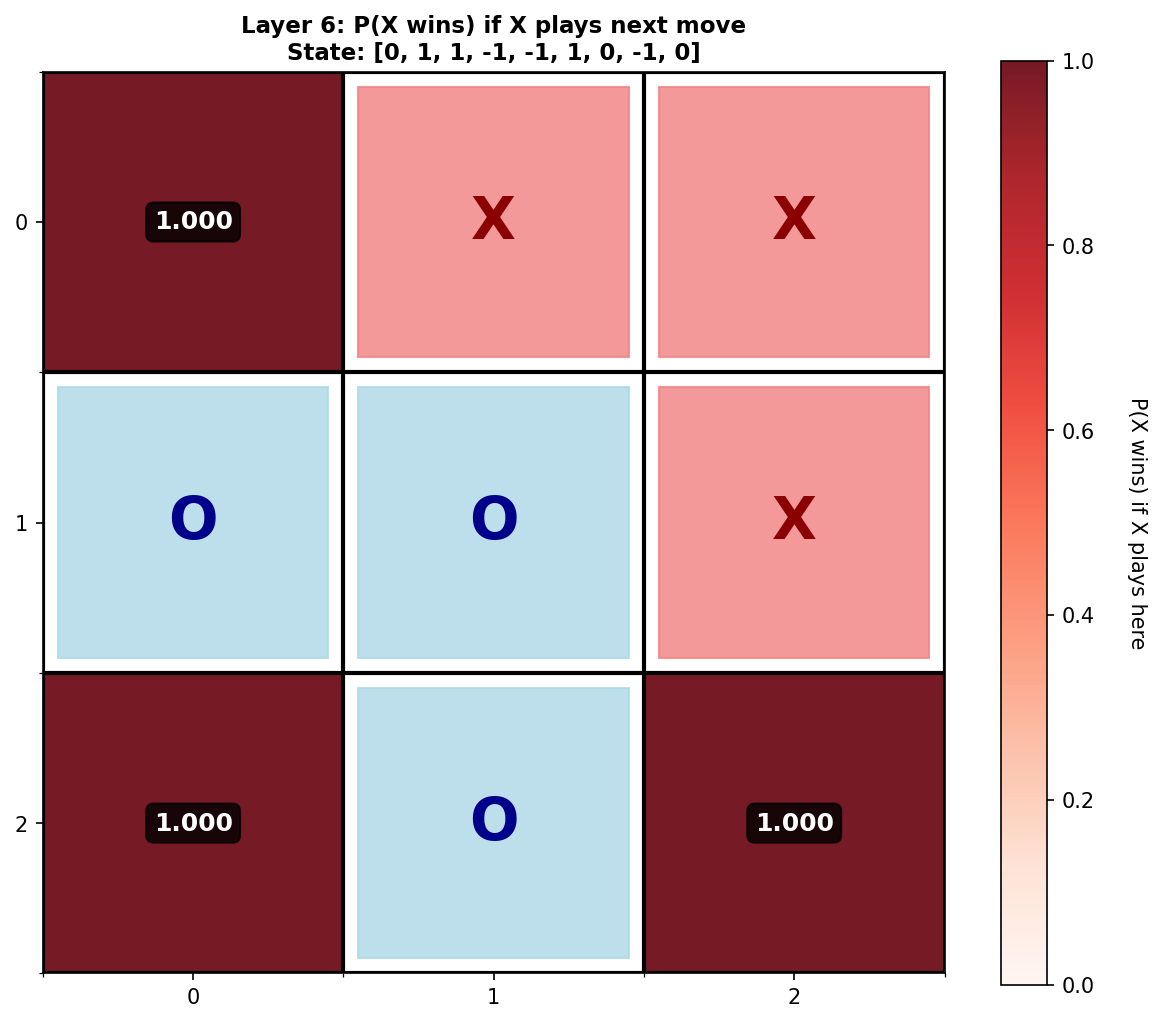 Layer 6: P(X wins) if X plays next move
State: [0, 1, 1, -1, -1, 1, 0, -1, 0]
0
1.000
X
X
1
O
O
X
2
1.000
O
1.000
0
1
2
1.0
0.8
0.6
0.4
0.2
0.0
P(X wins) if X plays here